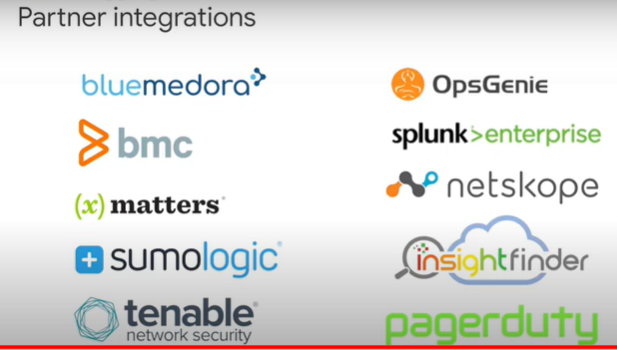 Partner integrations
bluemedora
OpsGenie
bmc
splunk>enterprise
(x) matters
netskope
sumologic
insightfinder
tenable
network security
pagerduty